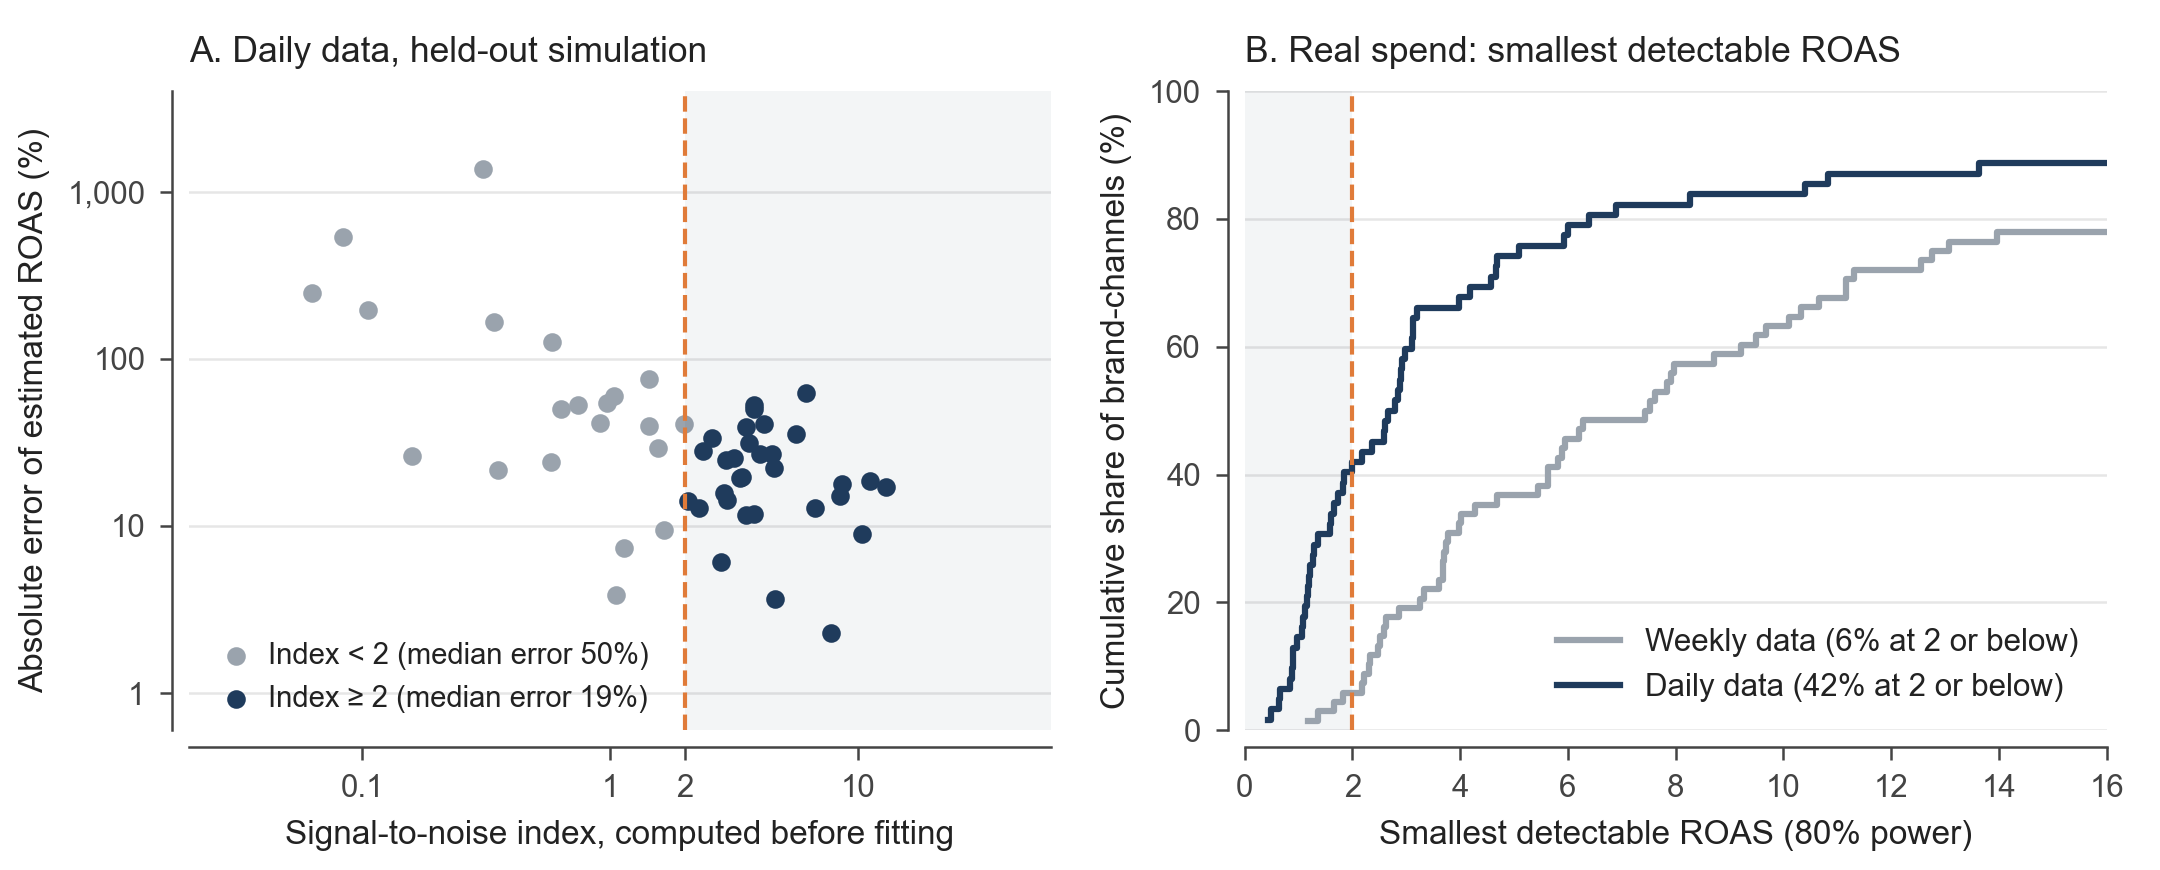 A. Daily data, held-out simulation
Absolute error of estimated ROAS (%)
1,000
100
10
1
Index < 2 (median error 50%)
Index ≥ 2 (median error 19%)
0.1
1
2
10
Signal-to-noise index, computed before fitting
B. Real spend: smallest detectable ROAS
Cumulative share of brand-channels (%)
100
80
60
40
20
0
Weekly data (6% at 2 or below)
Daily data (42% at 2 or below)
0
2
4
6
8
10
12
14
16
Smallest detectable ROAS (80% power)